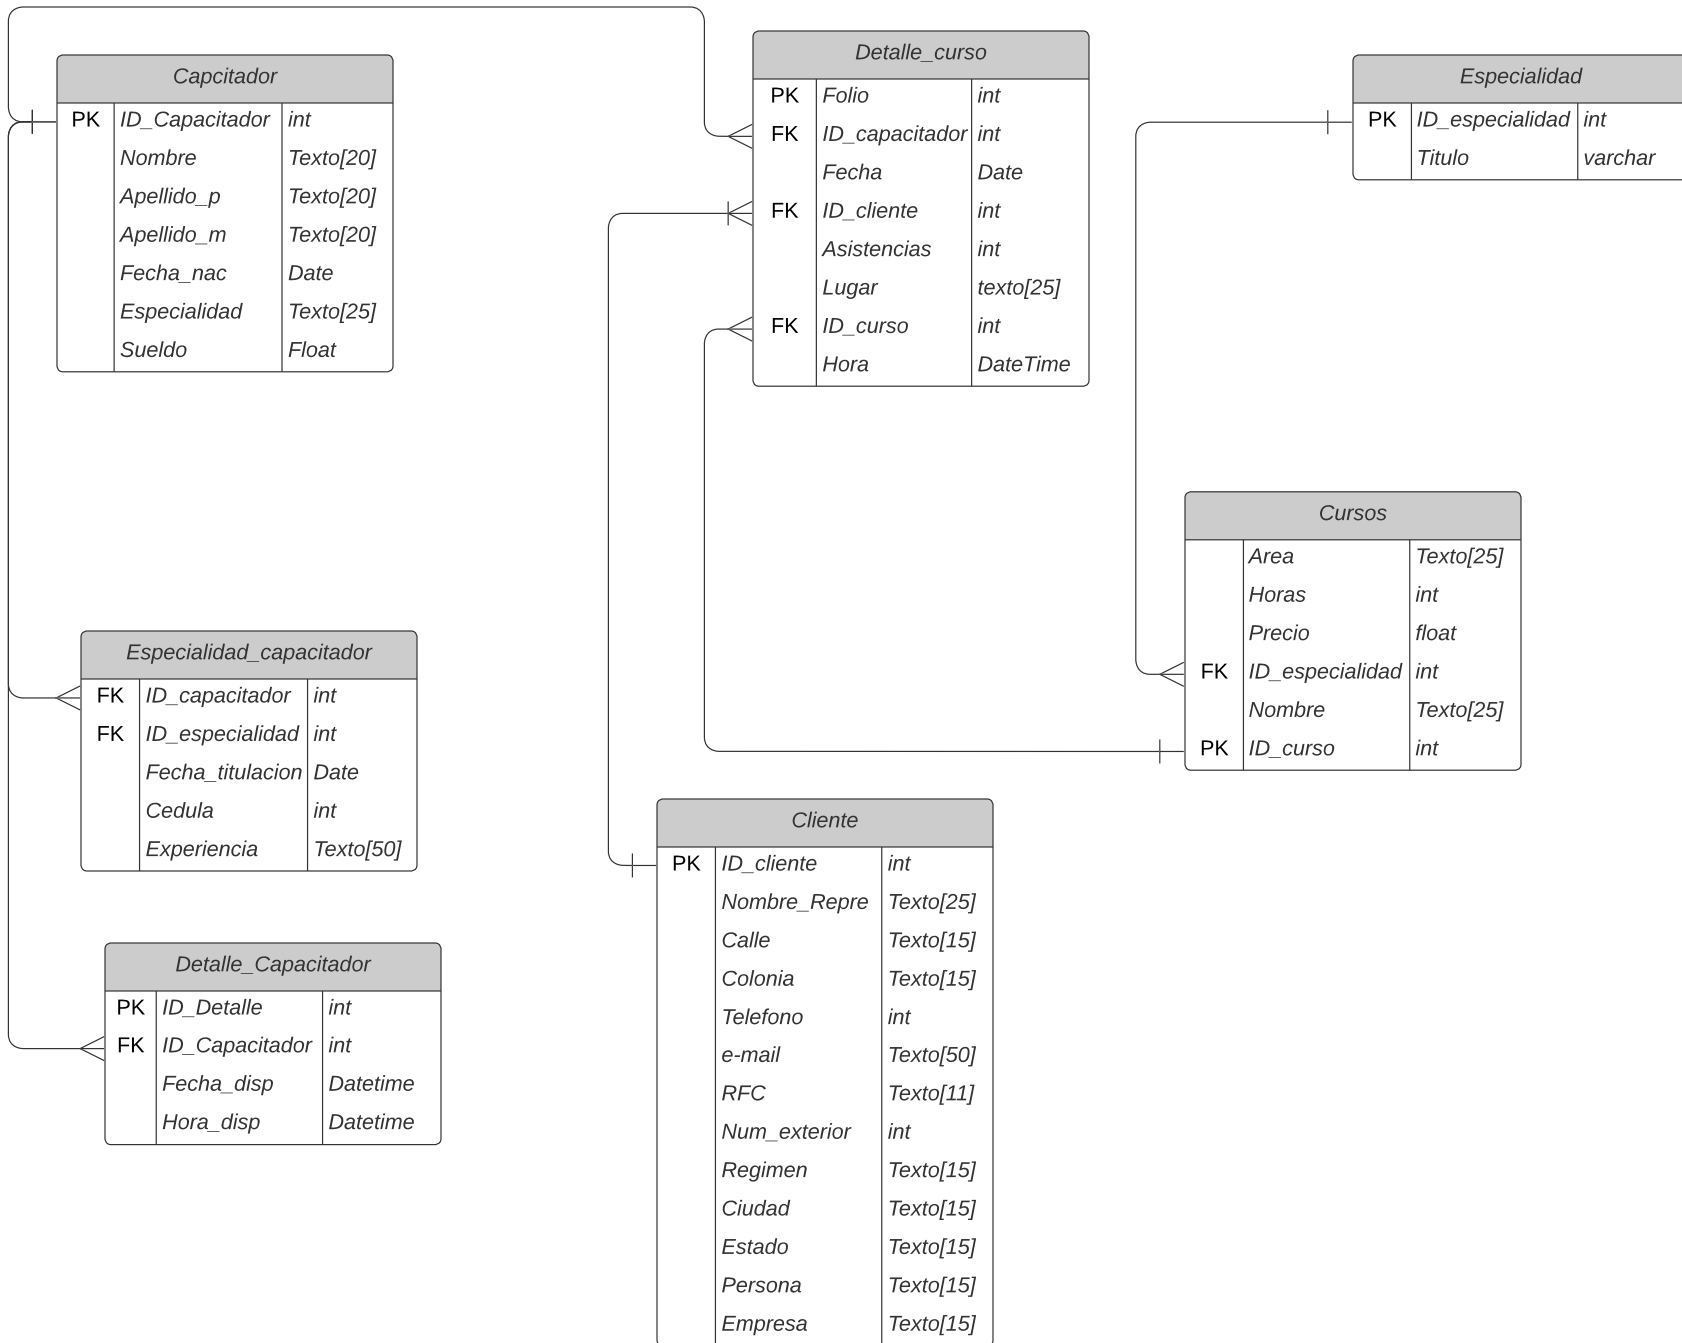 Capcitador
PK ID_Capacitador int
Nombre Texto[20]
Apellido_p Texto[20]
Apellido_m Texto[20]
Fecha_nac Date
Especialidad Texto[25]
Sueldo Float
Detalle_curso
PK Folio int
FK ID_capacitador int
Fecha Date
FK ID_cliente int
Asistencias int
Lugar texto[25]
FK ID_curso int
Hora DateTime
Especialidad
PK ID_especialidad int
Titulo varchar
Cursos
Area Texto[25]
Horas int
Precio float
FK ID_especialidad int
Nombre Texto[25]
PK ID_curso int
Especialidad_capacitador
FK ID_capacitador int
FK ID_especialidad int
Fecha_titulacion Date
Cedula int
Experiencia Texto[50]
Cliente
PK ID_cliente int
Nombre_Repre Texto[25]
Calle Texto[15]
Colonia Texto[15]
Telefono int
e-mail Texto[50]
RFC Texto[11]
Num_exterior int
Regimen Texto[15]
Ciudad Texto[15]
Estado Texto[15]
Persona Texto[15]
Empresa Texto[15]
Detalle_Capacitador
PK ID_Detalle int
FK ID_Capacitador int
Fecha_disp Datetime
Hora_disp Datetime